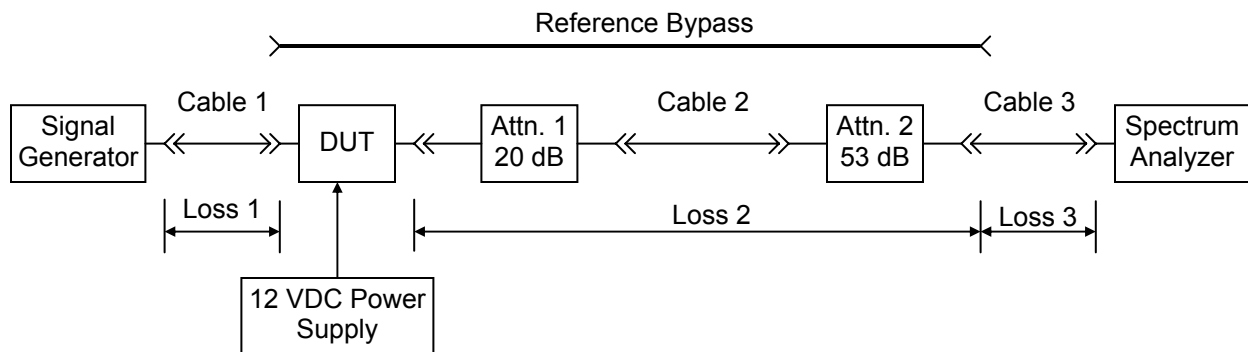 Reference Bypass
Cable 1
Cable 2
Cable 3
Signal
Generator
DUT
Attn. 1
20 dB
Attn. 2
53 dB
Spectrum
Analyzer
Loss 1
Loss 2
Loss 3
12 VDC Power
Supply